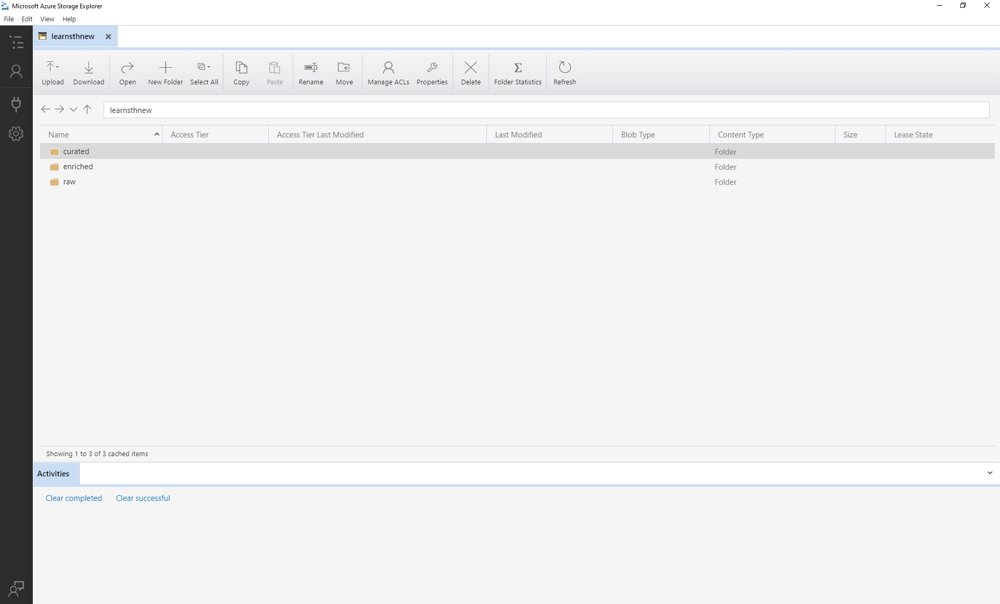 Microsoft Azure Storage Explorer
File Edit View Help
learnsthnew
Upload Download Open New Folder Select All Copy Paste Rename Move Manage ACLs Properties Delete Folder Statistics Refresh
learnsthnew
Name Access Tier Access Tier Last Modified Last Modified Blob Type Content Type Size Lease State
curated Folder
enriched Folder
raw Folder
Showing 1 to 3 of 3 cached items
Activities
Clear completed Clear successful